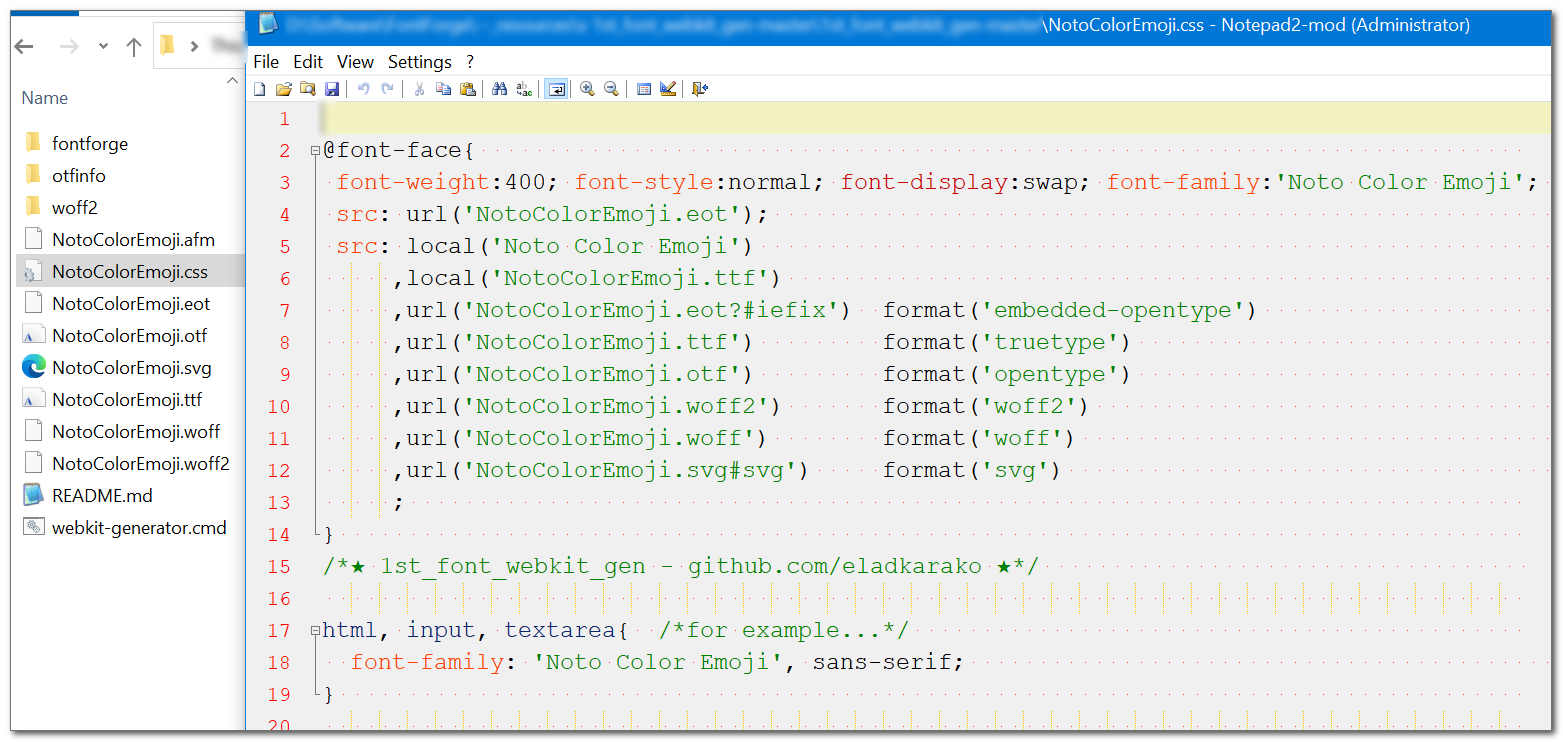 \NotoColorEmoji.css - Notepad2-mod (Administrator)
File Edit View Settings ?
Name
fontforge
otfinfo
woff2
NotoColorEmoji.afm
NotoColorEmoji.css
NotoColorEmoji.eot
NotoColorEmoji.otf
NotoColorEmoji.svg
NotoColorEmoji.ttf
NotoColorEmoji.woff
NotoColorEmoji.woff2
README.md
webkit-generator.cmd
1
2 @font-face{
3 font-weight:400; font-style:normal; font-display:swap; font-family:'Noto Color Emoji';
4 src: url('NotoColorEmoji.eot');
5 src: local('Noto Color Emoji')
6 ,local('NotoColorEmoji.ttf')
7 ,url('NotoColorEmoji.eot?#iefix') format('embedded-opentype')
8 ,url('NotoColorEmoji.ttf') format('truetype')
9 ,url('NotoColorEmoji.otf') format('opentype')
10 ,url('NotoColorEmoji.woff2') format('woff2')
11 ,url('NotoColorEmoji.woff') format('woff')
12 ,url('NotoColorEmoji.svg#svg') format('svg')
13 ;
14 }
15 /*★ 1st_font_webkit_gen - github.com/eladkarako ★*/
16
17 html, input, textarea{ /*for example...*/
18 font-family: 'Noto Color Emoji', sans-serif;
19 }
20